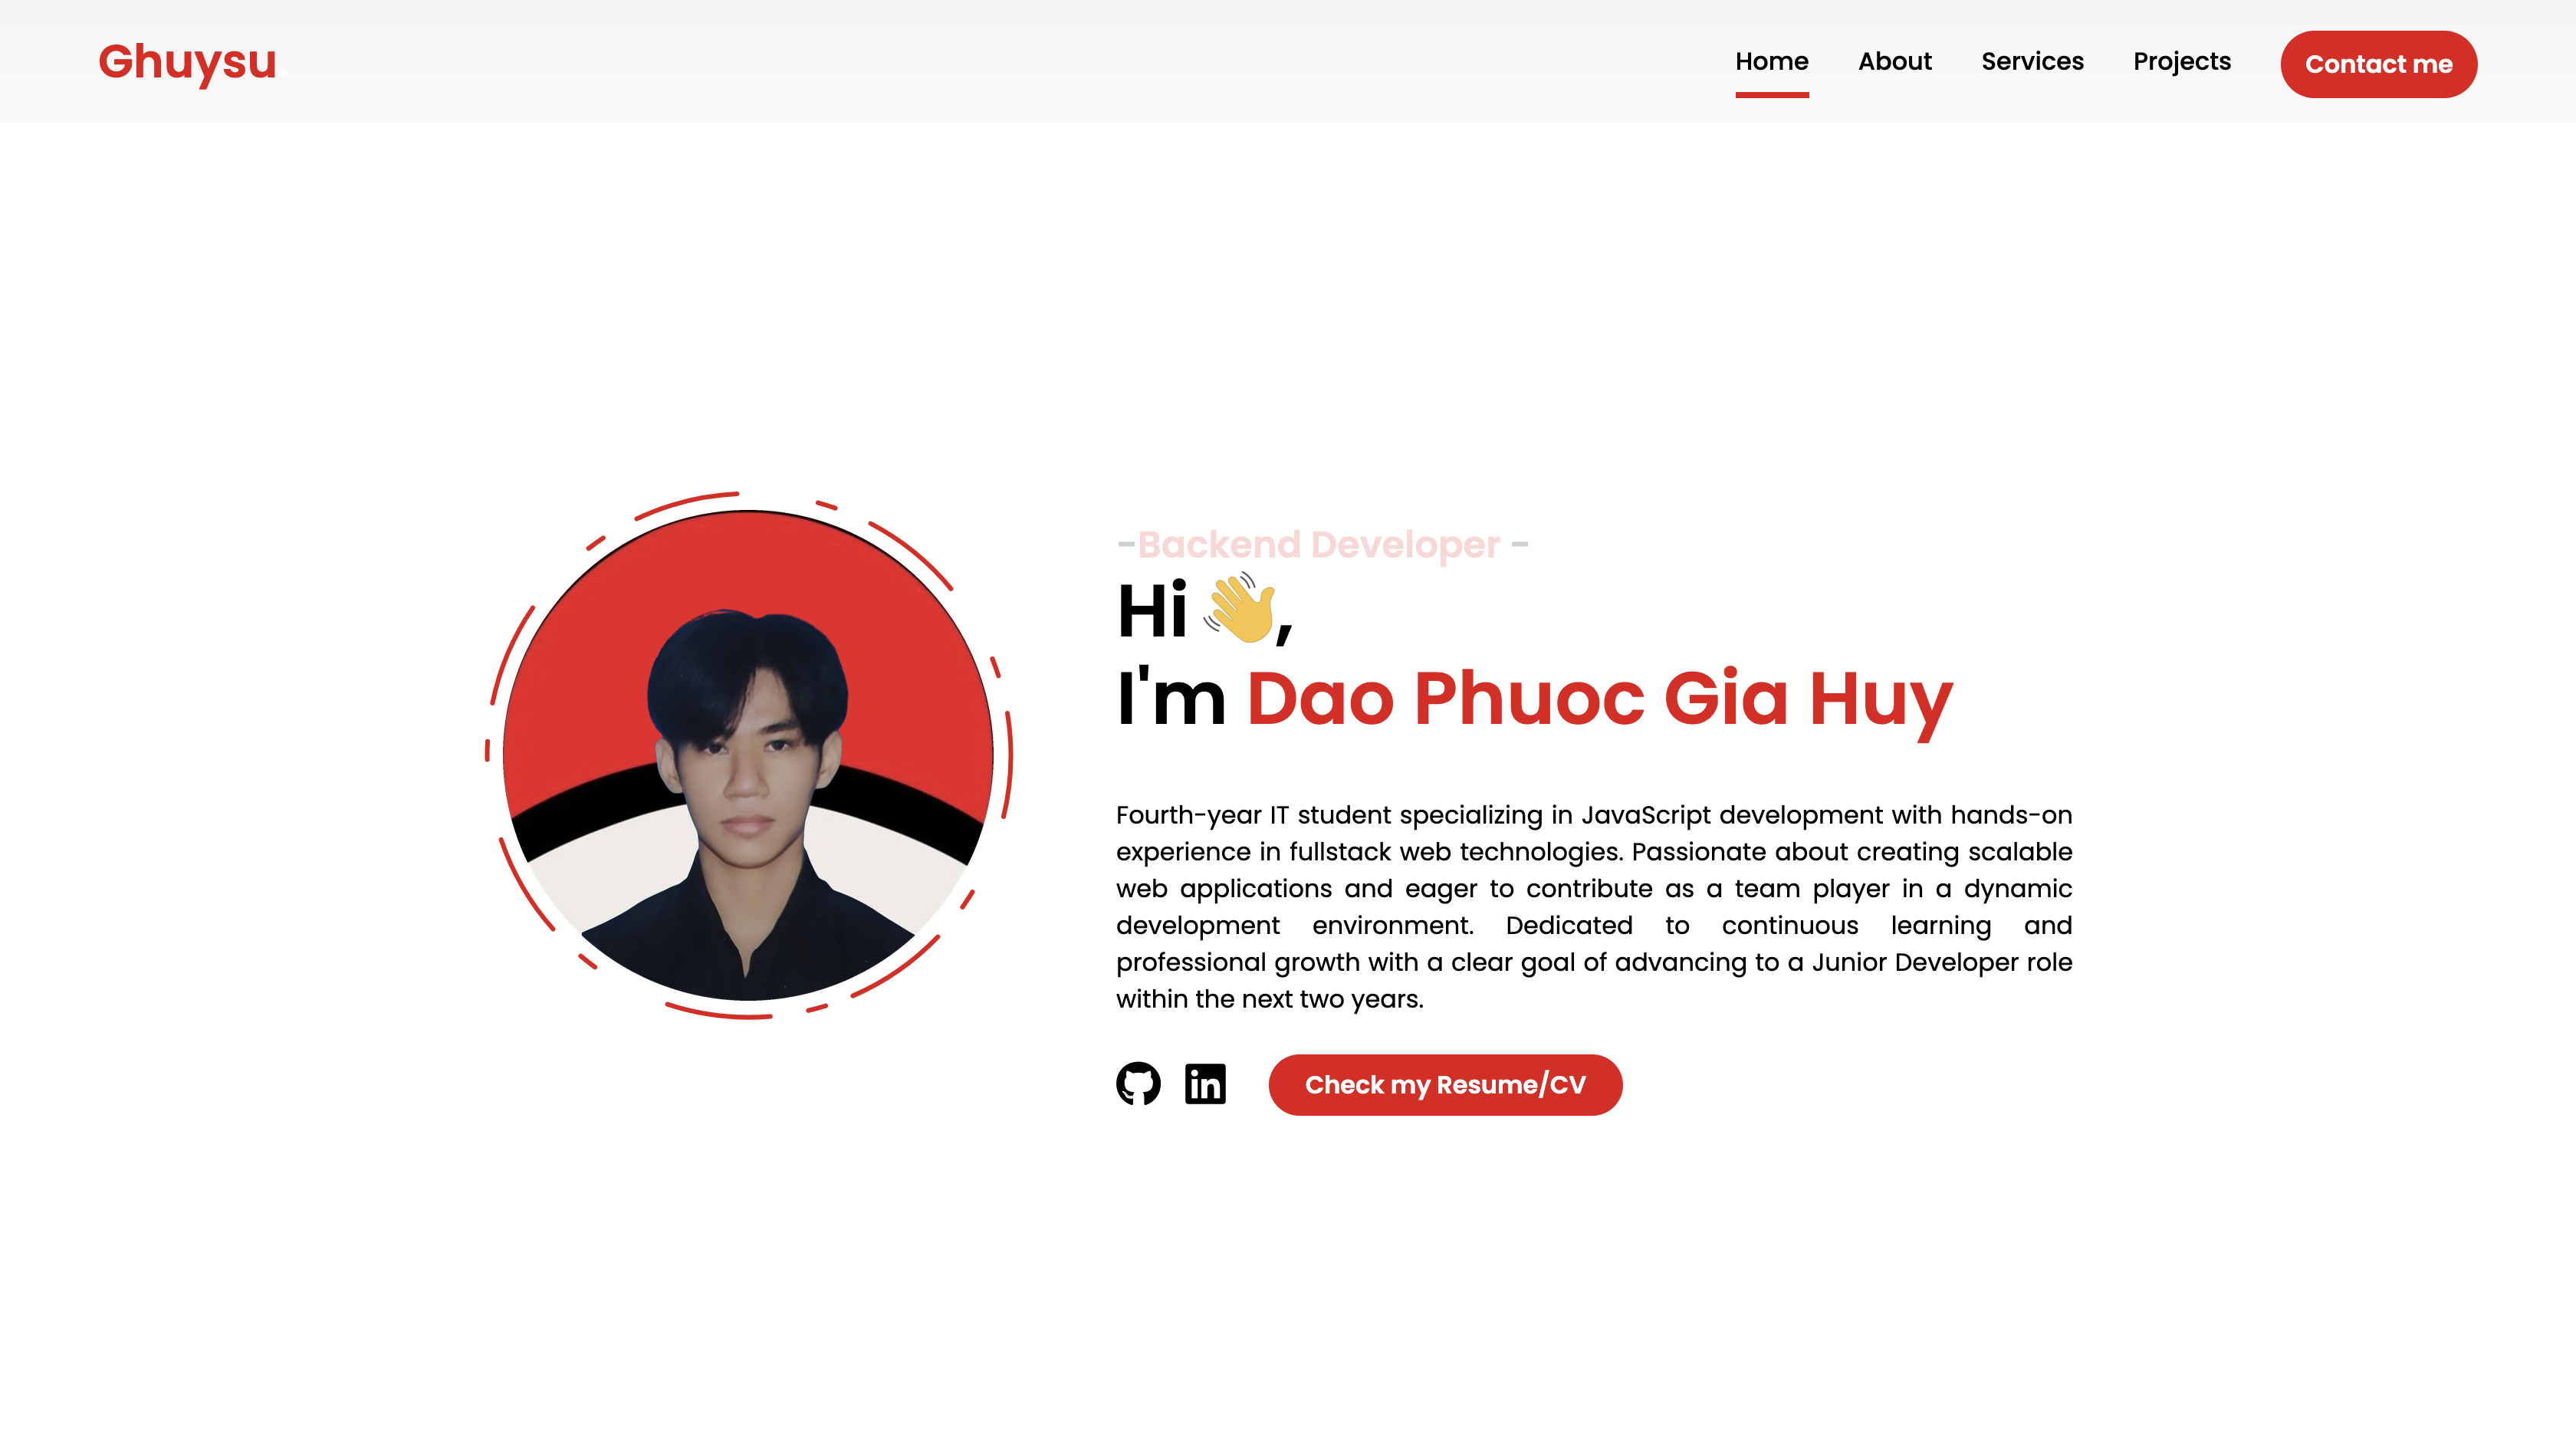 Ghuysu.
Home About Services Projects Contact me
-Backend Developer -
Hi 👋,
I'm Dao Phuoc Gia Huy
Fourth-year IT student specializing in JavaScript development with hands-on
experience in fullstack web technologies. Passionate about creating scalable
web applications and eager to contribute as a team player in a dynamic
development environment. Dedicated to continuous learning and
professional growth with a clear goal of advancing to a Junior Developer role
within the next two years.
in Check my Resume/CV